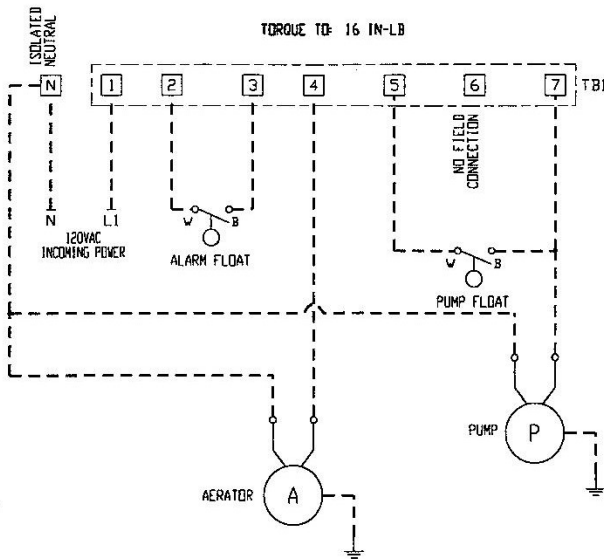 ISOLATED
NEUTRAL
TORQUE TO: 16 IN-LB
N 1 2 3 4 5 6 7 TB1
NO FIELD
CONNECTION
N L1
120VAC
INCOMING POWER
W B
ALARM FLOAT
W B
PUMP FLOAT
PUMP P
AERATOR A